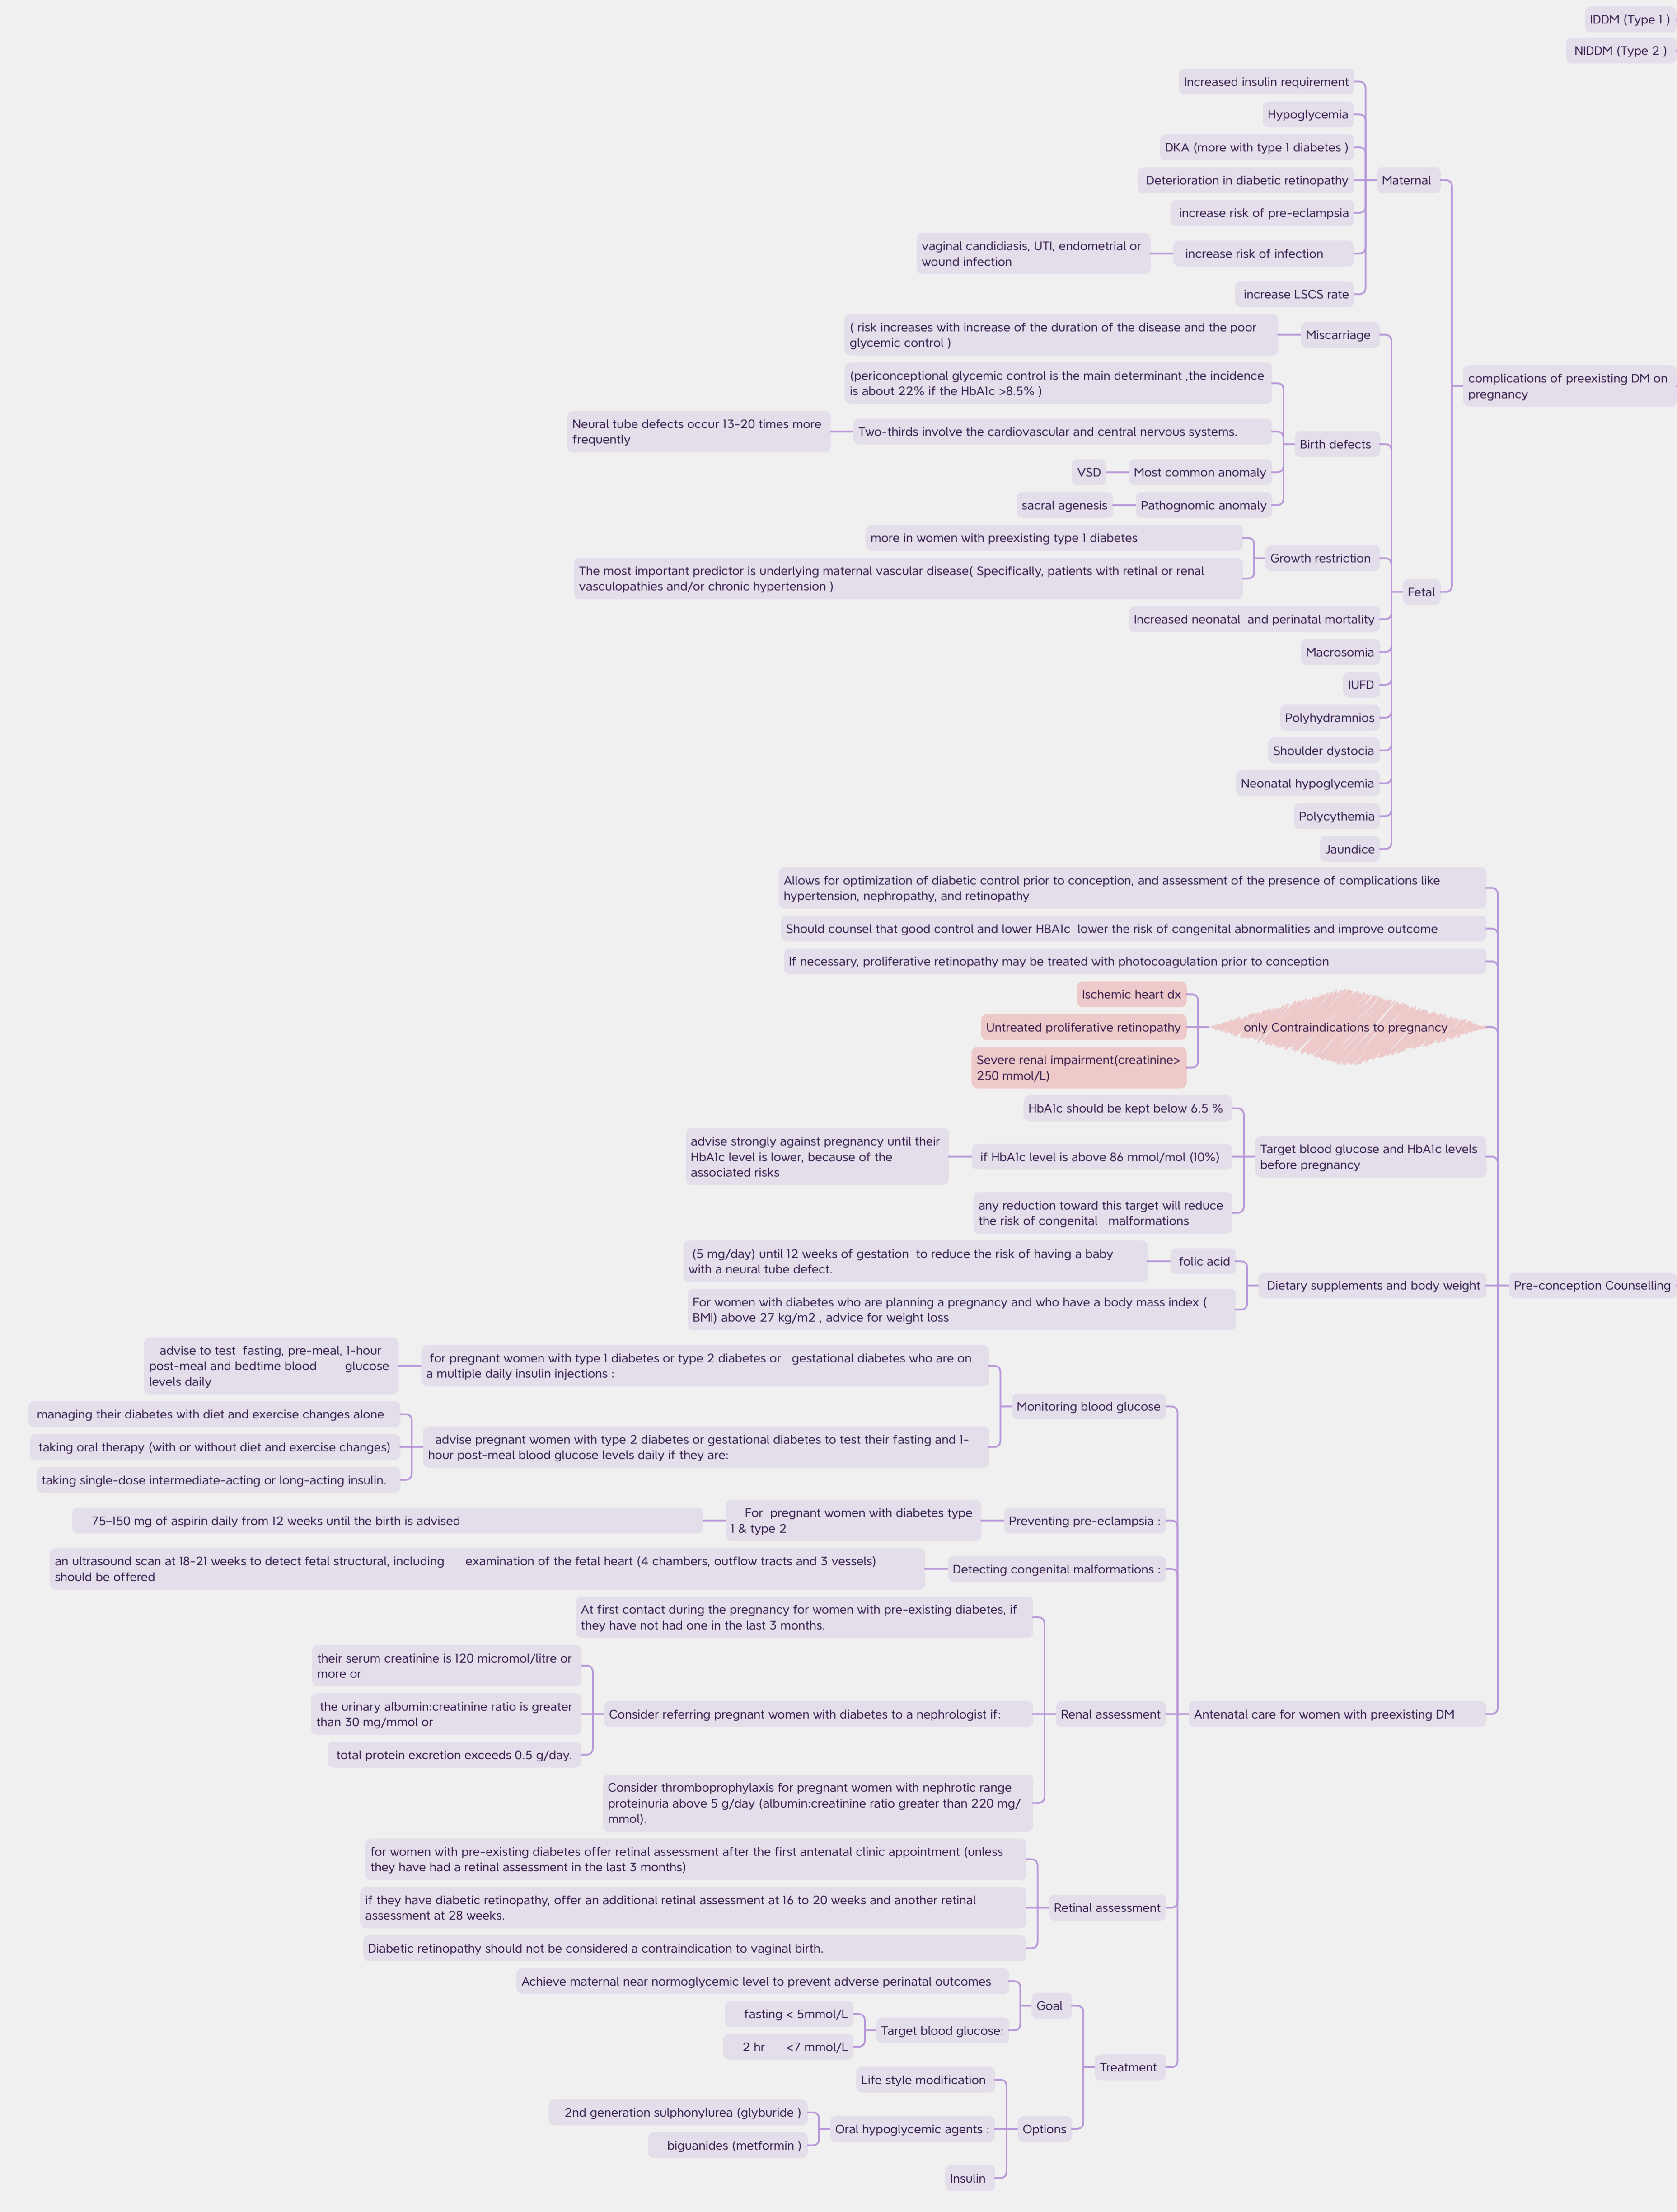 IDDM (Type 1 )
NIDDM (Type 2 )
complications of preexisting DM on
pregnancy
Maternal
Increased insulin requirement
Hypoglycemia
DKA (more with type 1 diabetes )
Deterioration in diabetic retinopathy
increase risk of pre-eclampsia
increase risk of infection
vaginal candidiasis, UTI, endometrial or
wound infection
increase LSCS rate
Fetal
Miscarriage
( risk increases with increase of the duration of the disease and the poor
glycemic control )
Birth defects
(periconceptional glycemic control is the main determinant ,the incidence
is about 22% if the HbA1c >8.5% )
Two-thirds involve the cardiovascular and central nervous systems.
Neural tube defects occur 13-20 times more
frequently
Most common anomaly
VSD
Pathognomic anomaly
sacral agenesis
Growth restriction
more in women with preexisting type 1 diabetes
The most important predictor is underlying maternal vascular disease( Specifically, patients with retinal or renal
vasculopathies and/or chronic hypertension )
Increased neonatal  and perinatal mortality
Macrosomia
IUFD
Polyhydramnios
Shoulder dystocia
Neonatal hypoglycemia
Polycythemia
Jaundice
Pre-conception Counselling
Allows for optimization of diabetic control prior to conception, and assessment of the presence of complications like
hypertension, nephropathy, and retinopathy
Should counsel that good control and lower HBA1c  lower the risk of congenital abnormalities and improve outcome
If necessary, proliferative retinopathy may be treated with photocoagulation prior to conception
only Contraindications to pregnancy
Ischemic heart dx
Untreated proliferative retinopathy
Severe renal impairment(creatinine>
250 mmol/L)
Target blood glucose and HbA1c levels
before pregnancy
HbA1c should be kept below 6.5 %
if HbA1c level is above 86 mmol/mol (10%)
advise strongly against pregnancy until their
HbA1c level is lower, because of the
associated risks
any reduction toward this target will reduce
the risk of congenital   malformations
Dietary supplements and body weight
folic acid
(5 mg/day) until 12 weeks of gestation  to reduce the risk of having a baby
with a neural tube defect.
For women with diabetes who are planning a pregnancy and who have a body mass index (
BMI) above 27 kg/m2 , advice for weight loss
Antenatal care for women with preexisting DM
Monitoring blood glucose
for pregnant women with type 1 diabetes or type 2 diabetes or   gestational diabetes who are on
a multiple daily insulin injections :
advise to test  fasting, pre-meal, 1-hour
post-meal and bedtime blood        glucose
levels daily
advise pregnant women with type 2 diabetes or gestational diabetes to test their fasting and 1-
hour post-meal blood glucose levels daily if they are:
managing their diabetes with diet and exercise changes alone
taking oral therapy (with or without diet and exercise changes)
taking single-dose intermediate-acting or long-acting insulin.
Preventing pre-eclampsia :
For  pregnant women with diabetes type
1 & type 2
75–150 mg of aspirin daily from 12 weeks until the birth is advised
Detecting congenital malformations :
an ultrasound scan at 18-21 weeks to detect fetal structural, including      examination of the fetal heart (4 chambers, outflow tracts and 3 vessels)
should be offered
Renal assessment
At first contact during the pregnancy for women with pre-existing diabetes, if
they have not had one in the last 3 months.
Consider referring pregnant women with diabetes to a nephrologist if:
their serum creatinine is 120 micromol/litre or
more or
the urinary albumin:creatinine ratio is greater
than 30 mg/mmol or
total protein excretion exceeds 0.5 g/day.
Consider thromboprophylaxis for pregnant women with nephrotic range
proteinuria above 5 g/day (albumin:creatinine ratio greater than 220 mg/
mmol).
Retinal assessment
for women with pre-existing diabetes offer retinal assessment after the first antenatal clinic appointment (unless
they have had a retinal assessment in the last 3 months)
if they have diabetic retinopathy, offer an additional retinal assessment at 16 to 20 weeks and another retinal
assessment at 28 weeks.
Diabetic retinopathy should not be considered a contraindication to vaginal birth.
Treatment
Goal
Achieve maternal near normoglycemic level to prevent adverse perinatal outcomes
Target blood glucose:
fasting < 5mmol/L
2 hr      <7 mmol/L
Options
Life style modification
Oral hypoglycemic agents :
2nd generation sulphonylurea (glyburide )
biguanides (metformin )
Insulin